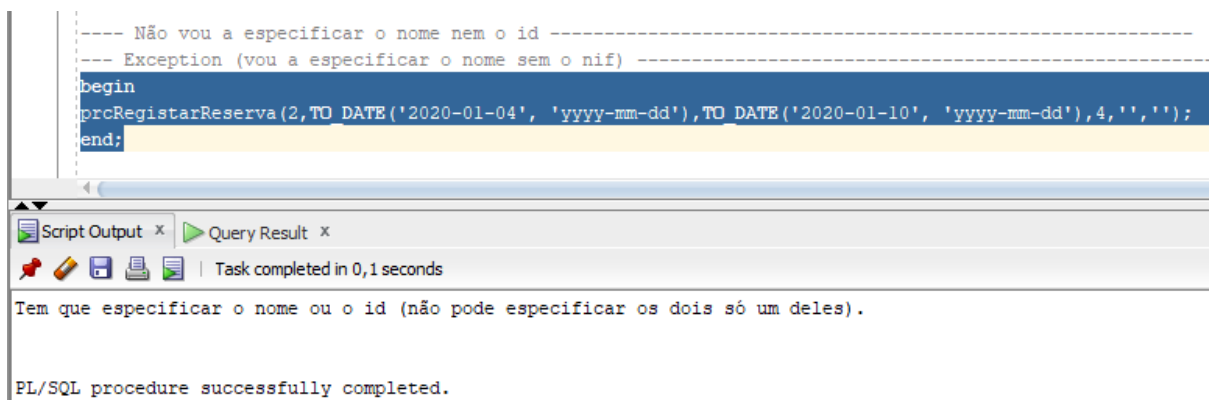 ---- Não vou a especificar o nome nem o id -----------------------------------------------------------
--- Exception (vou a especificar o nome sem o nif) -----------------------------------------------------
begin
prcRegistarReserva(2,TO_DATE('2020-01-04', 'yyyy-mm-dd'),TO_DATE('2020-01-10', 'yyyy-mm-dd'),4,'','');
end;
Script Output x Query Result x
Task completed in 0,1 seconds
Tem que especificar o nome ou o id (não pode especificar os dois só um deles).
PL/SQL procedure successfully completed.